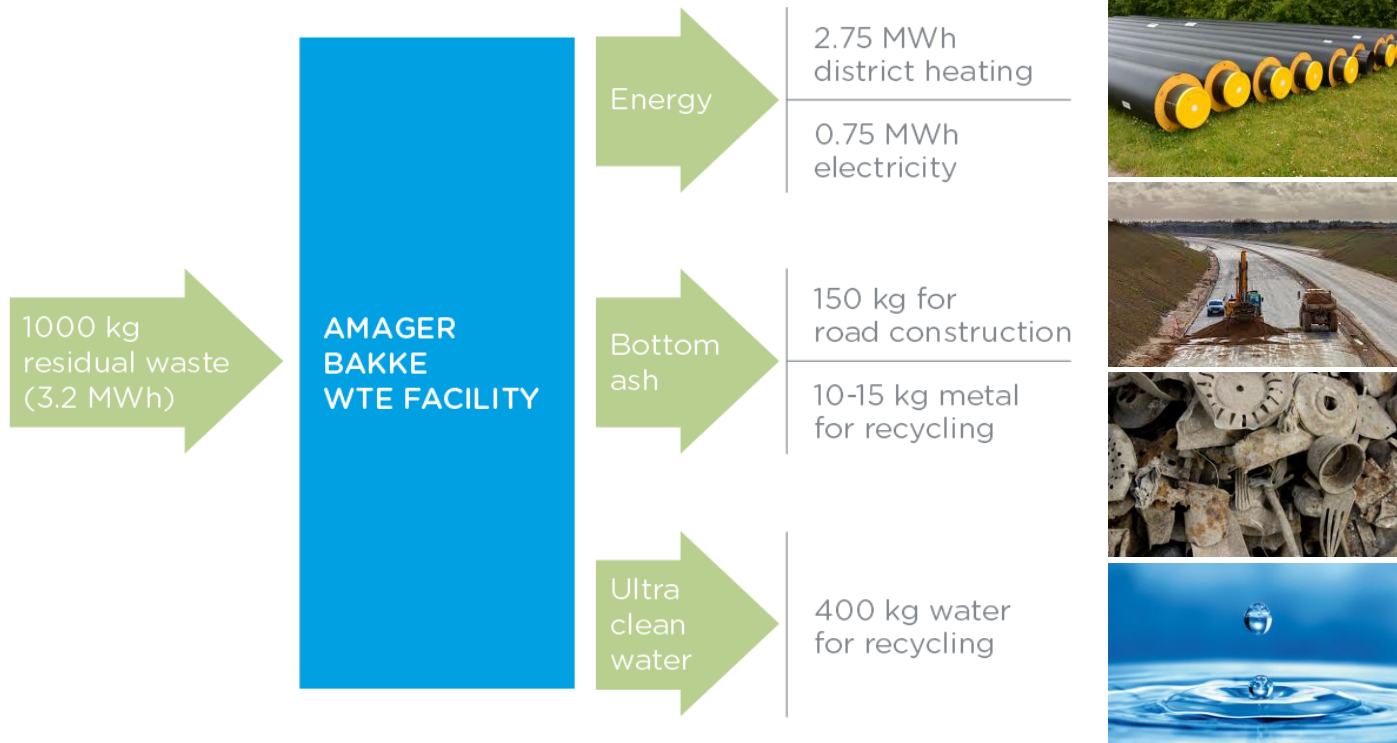 1000 kg
residual waste
(3.2 MWh)
AMAGER
BAKKE
WTE FACILITY
Energy
2.75 MWh
district heating
0.75 MWh
electricity
Bottom
ash
150 kg for
road construction
10-15 kg metal
for recycling
Ultra
clean
water
400 kg water
for recycling